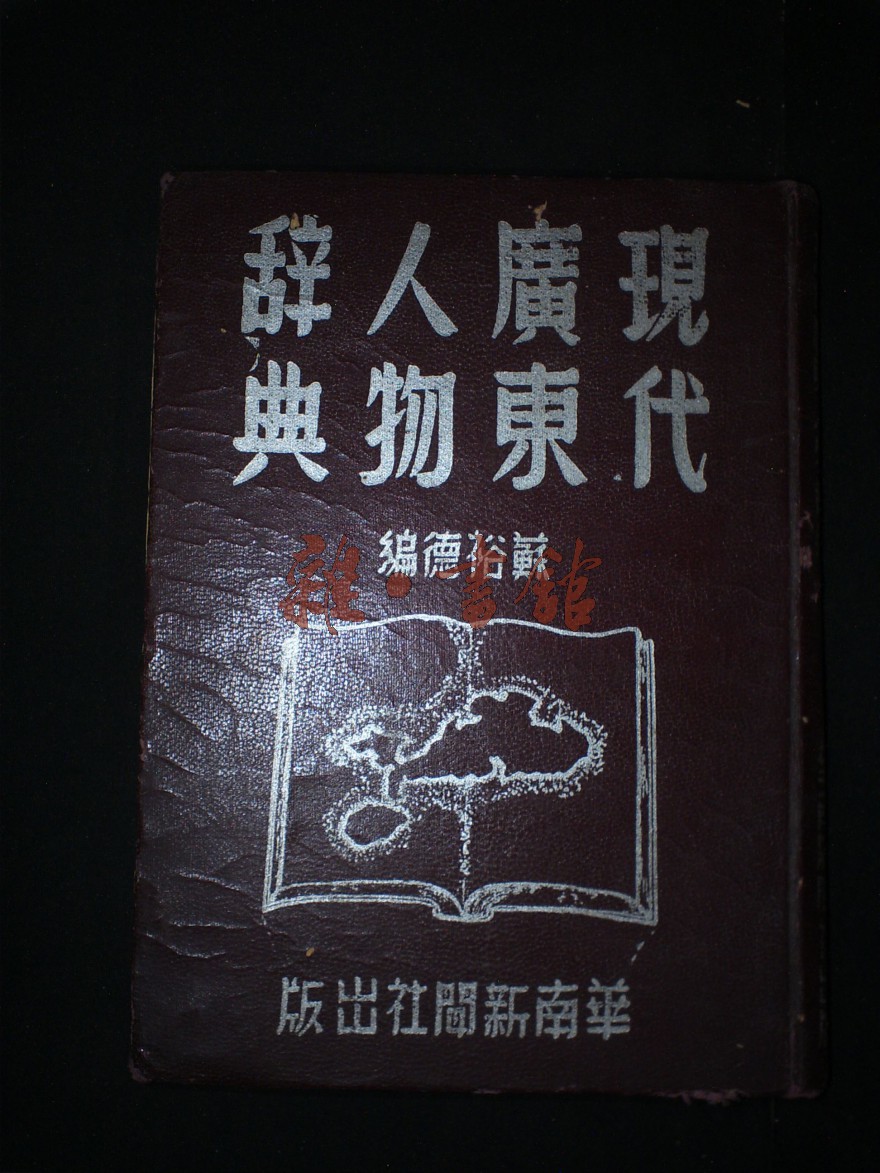 現代廣東人物辞典
蘇裕德編
雜·書館
華南新聞社出版